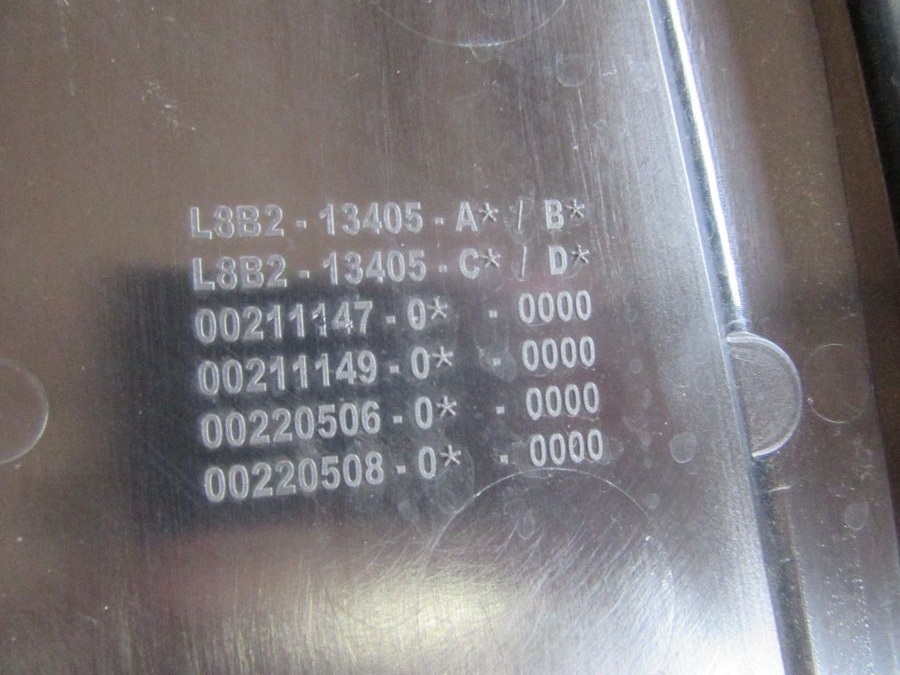 L8B2 - 13405 - A* / B*
L8B2 - 13405 - C* / D*
00211147 - 0* - 0000
00211149 - 0* - 0000
00220506 - 0* - 0000
00220508 - 0* - 0000